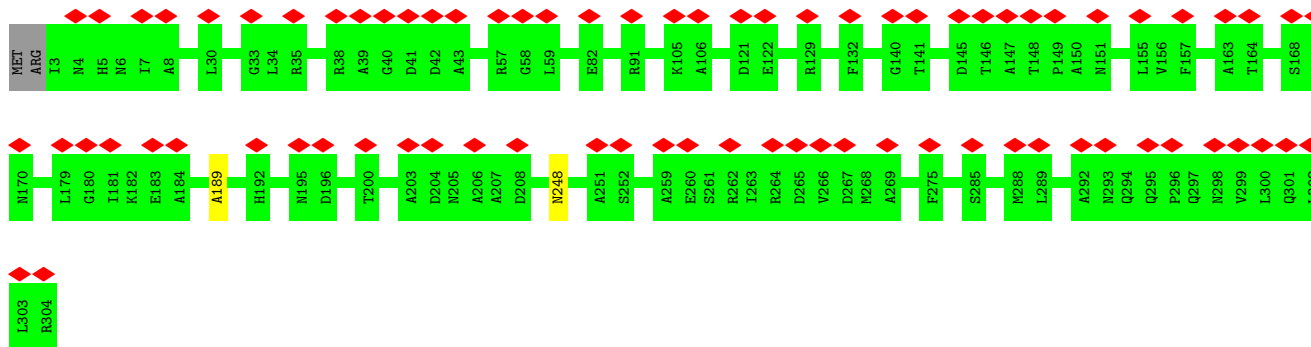 MET ARG I3 N4 H5 N6 I7 A8 L30 G33 L34 R35 R38 A39 G40 D41 D42 A43 R57 G58 L59 E82 R91 K105 A106 D121 E122 R129 F132 G140 T141 D145 T146 A147 T148 P149 A150 N151 L155 V156 F157 A163 T164 S168
N170 L179 G180 I181 K182 E183 A184 A189 H192 N195 D196 T200 A203 D204 N205 A206 A207 D208 N248 A251 S252 A259 E260 S261 R262 I263 R264 D265 V266 D267 M268 A269 F275 S285 M288 L289 A292 N293 Q294 Q295 P296 Q297 N298 V299 L300 Q301
L303 R304